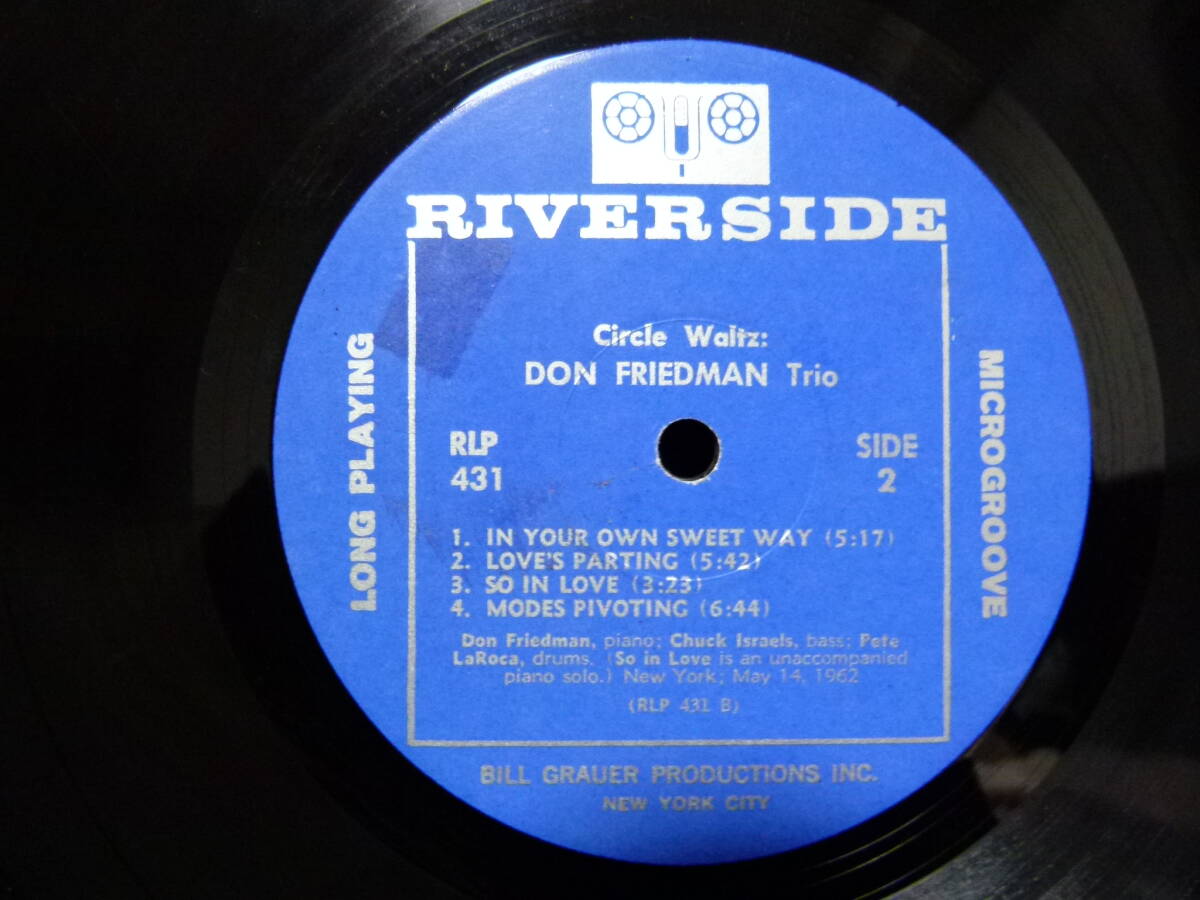 RIVERSIDE
Circle Waltz:
DON FRIEDMAN Trio
RLP
431
SIDE
2
LONG PLAYING
MICROGROOVE
1. IN YOUR OWN SWEET WAY (5:17)
2. LOVE'S PARTING (5:42)
3. SO IN LOVE (3:23)
4. MODES PIVOTING (6:44)
Don Friedman, piano; Chuck Israels, bass; Pete
LaRoca, drums. (So in Love is an unaccompanied
piano solo.) New York; May 14, 1962
(RLP 431 B)
BILL GRAUER PRODUCTIONS INC.
NEW YORK CITY